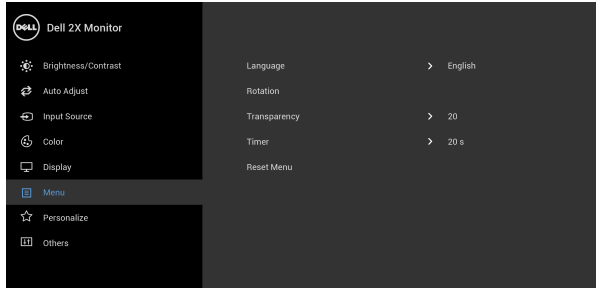 DELL Dell 2X Monitor
Brightness/Contrast
Language English
Auto Adjust
Rotation
Input Source
Transparency 20
Color
Timer 20 s
Display
Reset Menu
Menu
Personalize
Others